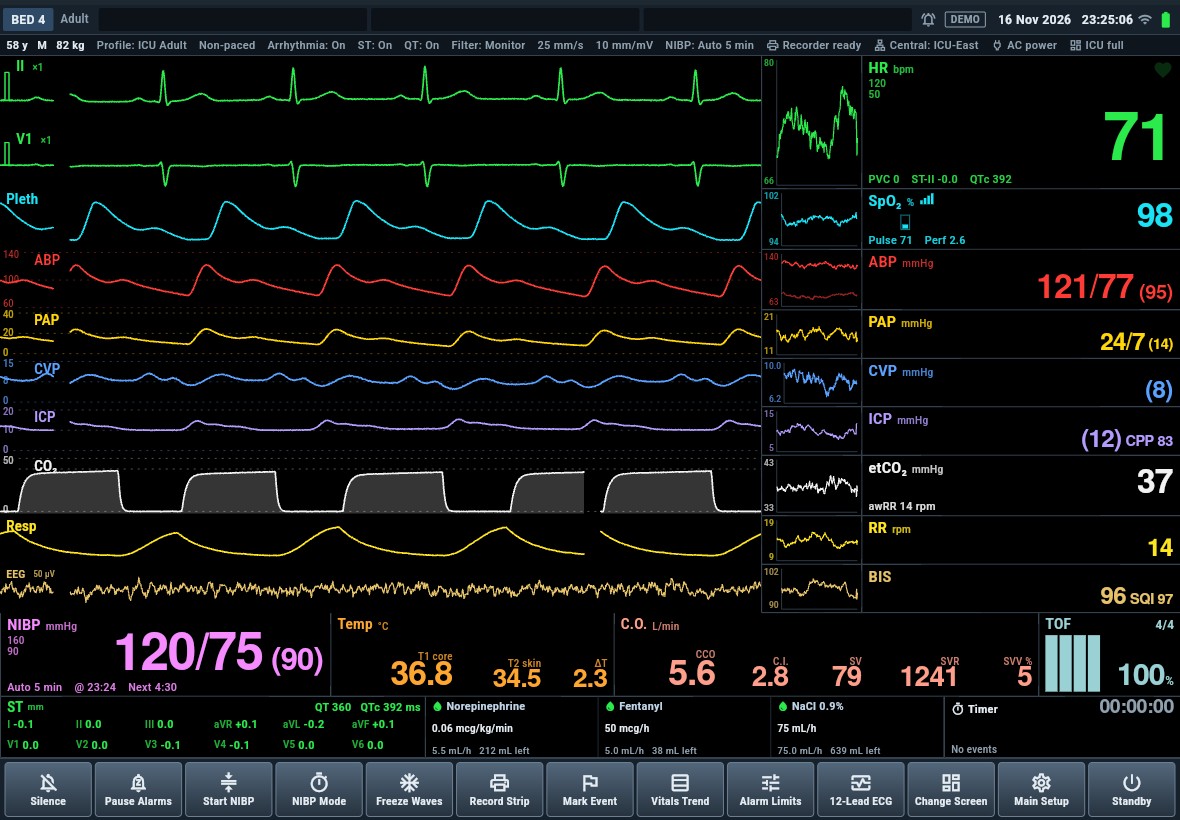 BED 4 Adult DEMO 16 Nov 2026 23:25:06
58 y M 82 kg Profile: ICU Adult Non-paced Arrhythmia: On ST: On QT: On Filter: Monitor 25 mm/s 10 mm/mV NIBP: Auto 5 min Recorder ready Central: ICU-East AC power ICU full
II ×1
80
66
HR bpm
120
50
71
PVC 0 ST-II -0.0 QTc 392
V1 ×1
Pleth
102
94
SpO₂ %
98
Pulse 71 Perf 2.6
ABP
140
100
60
140
63
ABP mmHg
121/77 (95)
PAP
40
20
0
21
11
PAP mmHg
24/7 (14)
CVP
15
8
0
10.0
6.2
CVP mmHg
(8)
ICP
20
10
0
15
5
ICP mmHg
(12) CPP 83
CO₂
50
0
43
33
etCO₂ mmHg
37
awRR 14 rpm
Resp
19
9
RR rpm
14
EEG 50 µV
102
90
BIS
96 SQI 97
NIBP mmHg
160
90
120/75 (90)
Auto 5 min @ 23:24 Next 4:30
Temp °C
T1 core
36.8
T2 skin
34.5
ΔT
2.3
C.O. L/min
CCO
5.6
C.I.
2.8
SV
79
SVR
1241
SVV %
5
TOF 4/4
100%
ST mm QT 360 QTc 392 ms
I -0.1 II 0.0 III 0.0 aVR +0.1 aVL -0.2 aVF +0.1
V1 0.0 V2 0.0 V3 -0.1 V4 -0.1 V5 0.0 V6 0.0
Norepinephrine
0.06 mcg/kg/min
5.5 mL/h 212 mL left
Fentanyl
50 mcg/h
5.0 mL/h 38 mL left
NaCl 0.9%
75 mL/h
75.0 mL/h 639 mL left
Timer 00:00:00
No events
Silence Pause Alarms Start NIBP NIBP Mode Freeze Waves Record Strip Mark Event Vitals Trend Alarm Limits 12-Lead ECG Change Screen Main Setup Standby